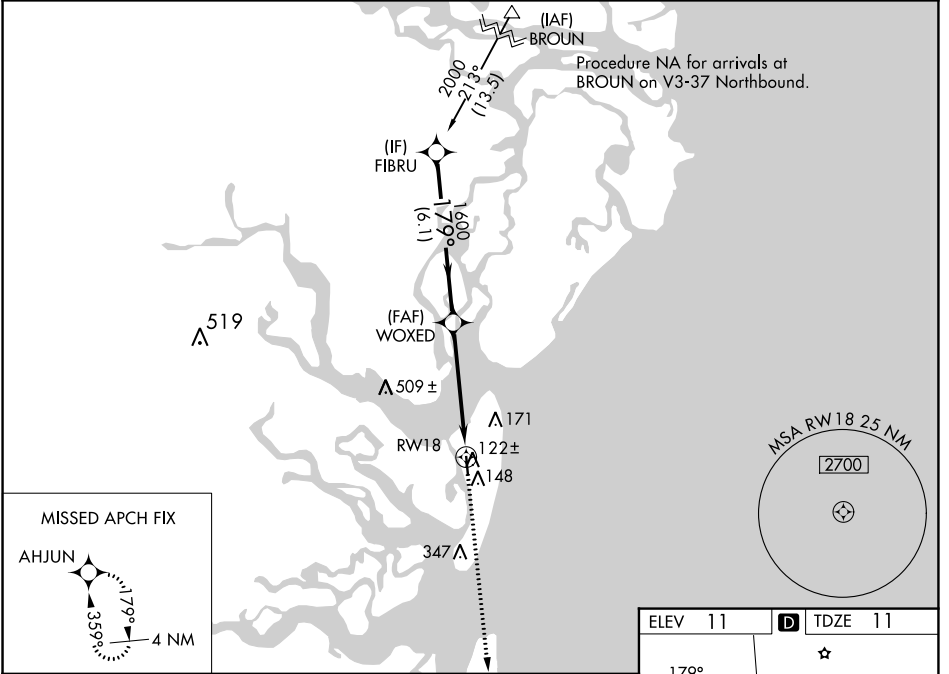 (IAF)
BROUN
Procedure NA for arrivals at
BROUN on V3-37 Northbound.
2000
213°
(13.5)
(IF)
FIBRU
1600
179°
(6.1)
519
(FAF)
WOXED
509 ±
171
RW18
122±
148
MSA RW18 25 NM
2700
347
MISSED APCH FIX
AHJUN
179°
359°
4 NM
ELEV 11
D
TDZE 11
179°